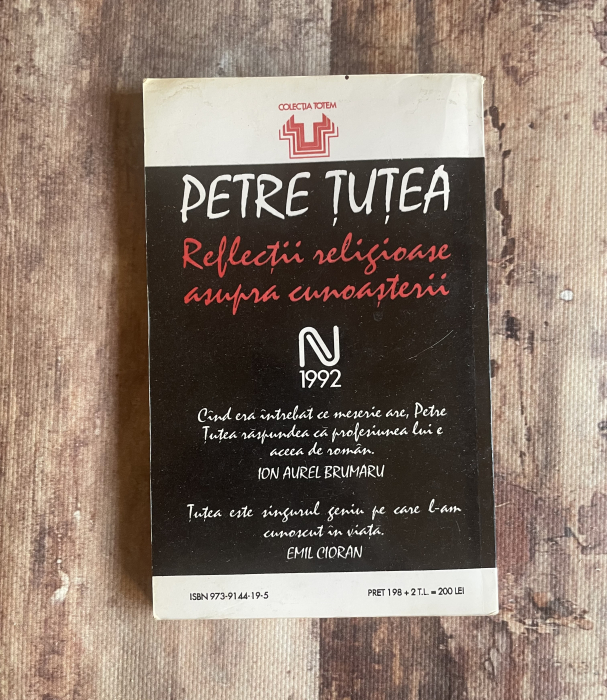 COLECȚIA TOTEM
PETRE ȚUȚEA
Reflecții religioase
asupra cunoașterii
N
1992
Cînd era întrebat ce meserie are, Petre
Țuțea răspundea că profesiunea lui e
aceea de român.
ION AUREL BRUMARU
Țuțea este singurul geniu pe care l-am
cunoscut în viață.
EMIL CIORAN
ISBN 973-9144-19-5
PRET 198 + 2 T.L. = 200 LEI